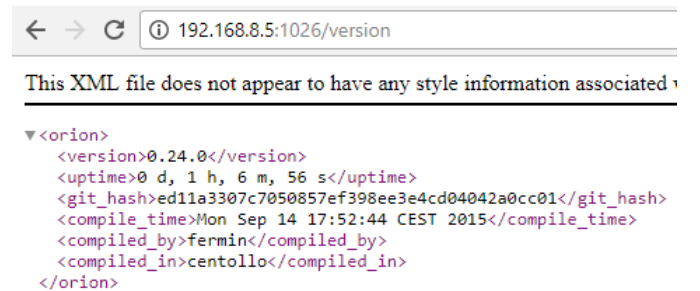 192.168.8.5:1026/version
This XML file does not appear to have any style information associated
<orion>
<version>0.24.0</version>
<uptime>0 d, 1 h, 6 m, 56 s</uptime>
<git_hash>ed11a3307c7050857ef398ee3e4cd04042a0cc01</git_hash>
<compile_time>Mon Sep 14 17:52:44 CEST 2015</compile_time>
<compiled_by>fermin</compiled_by>
<compiled_in>centollo</compiled_in>
</orion>